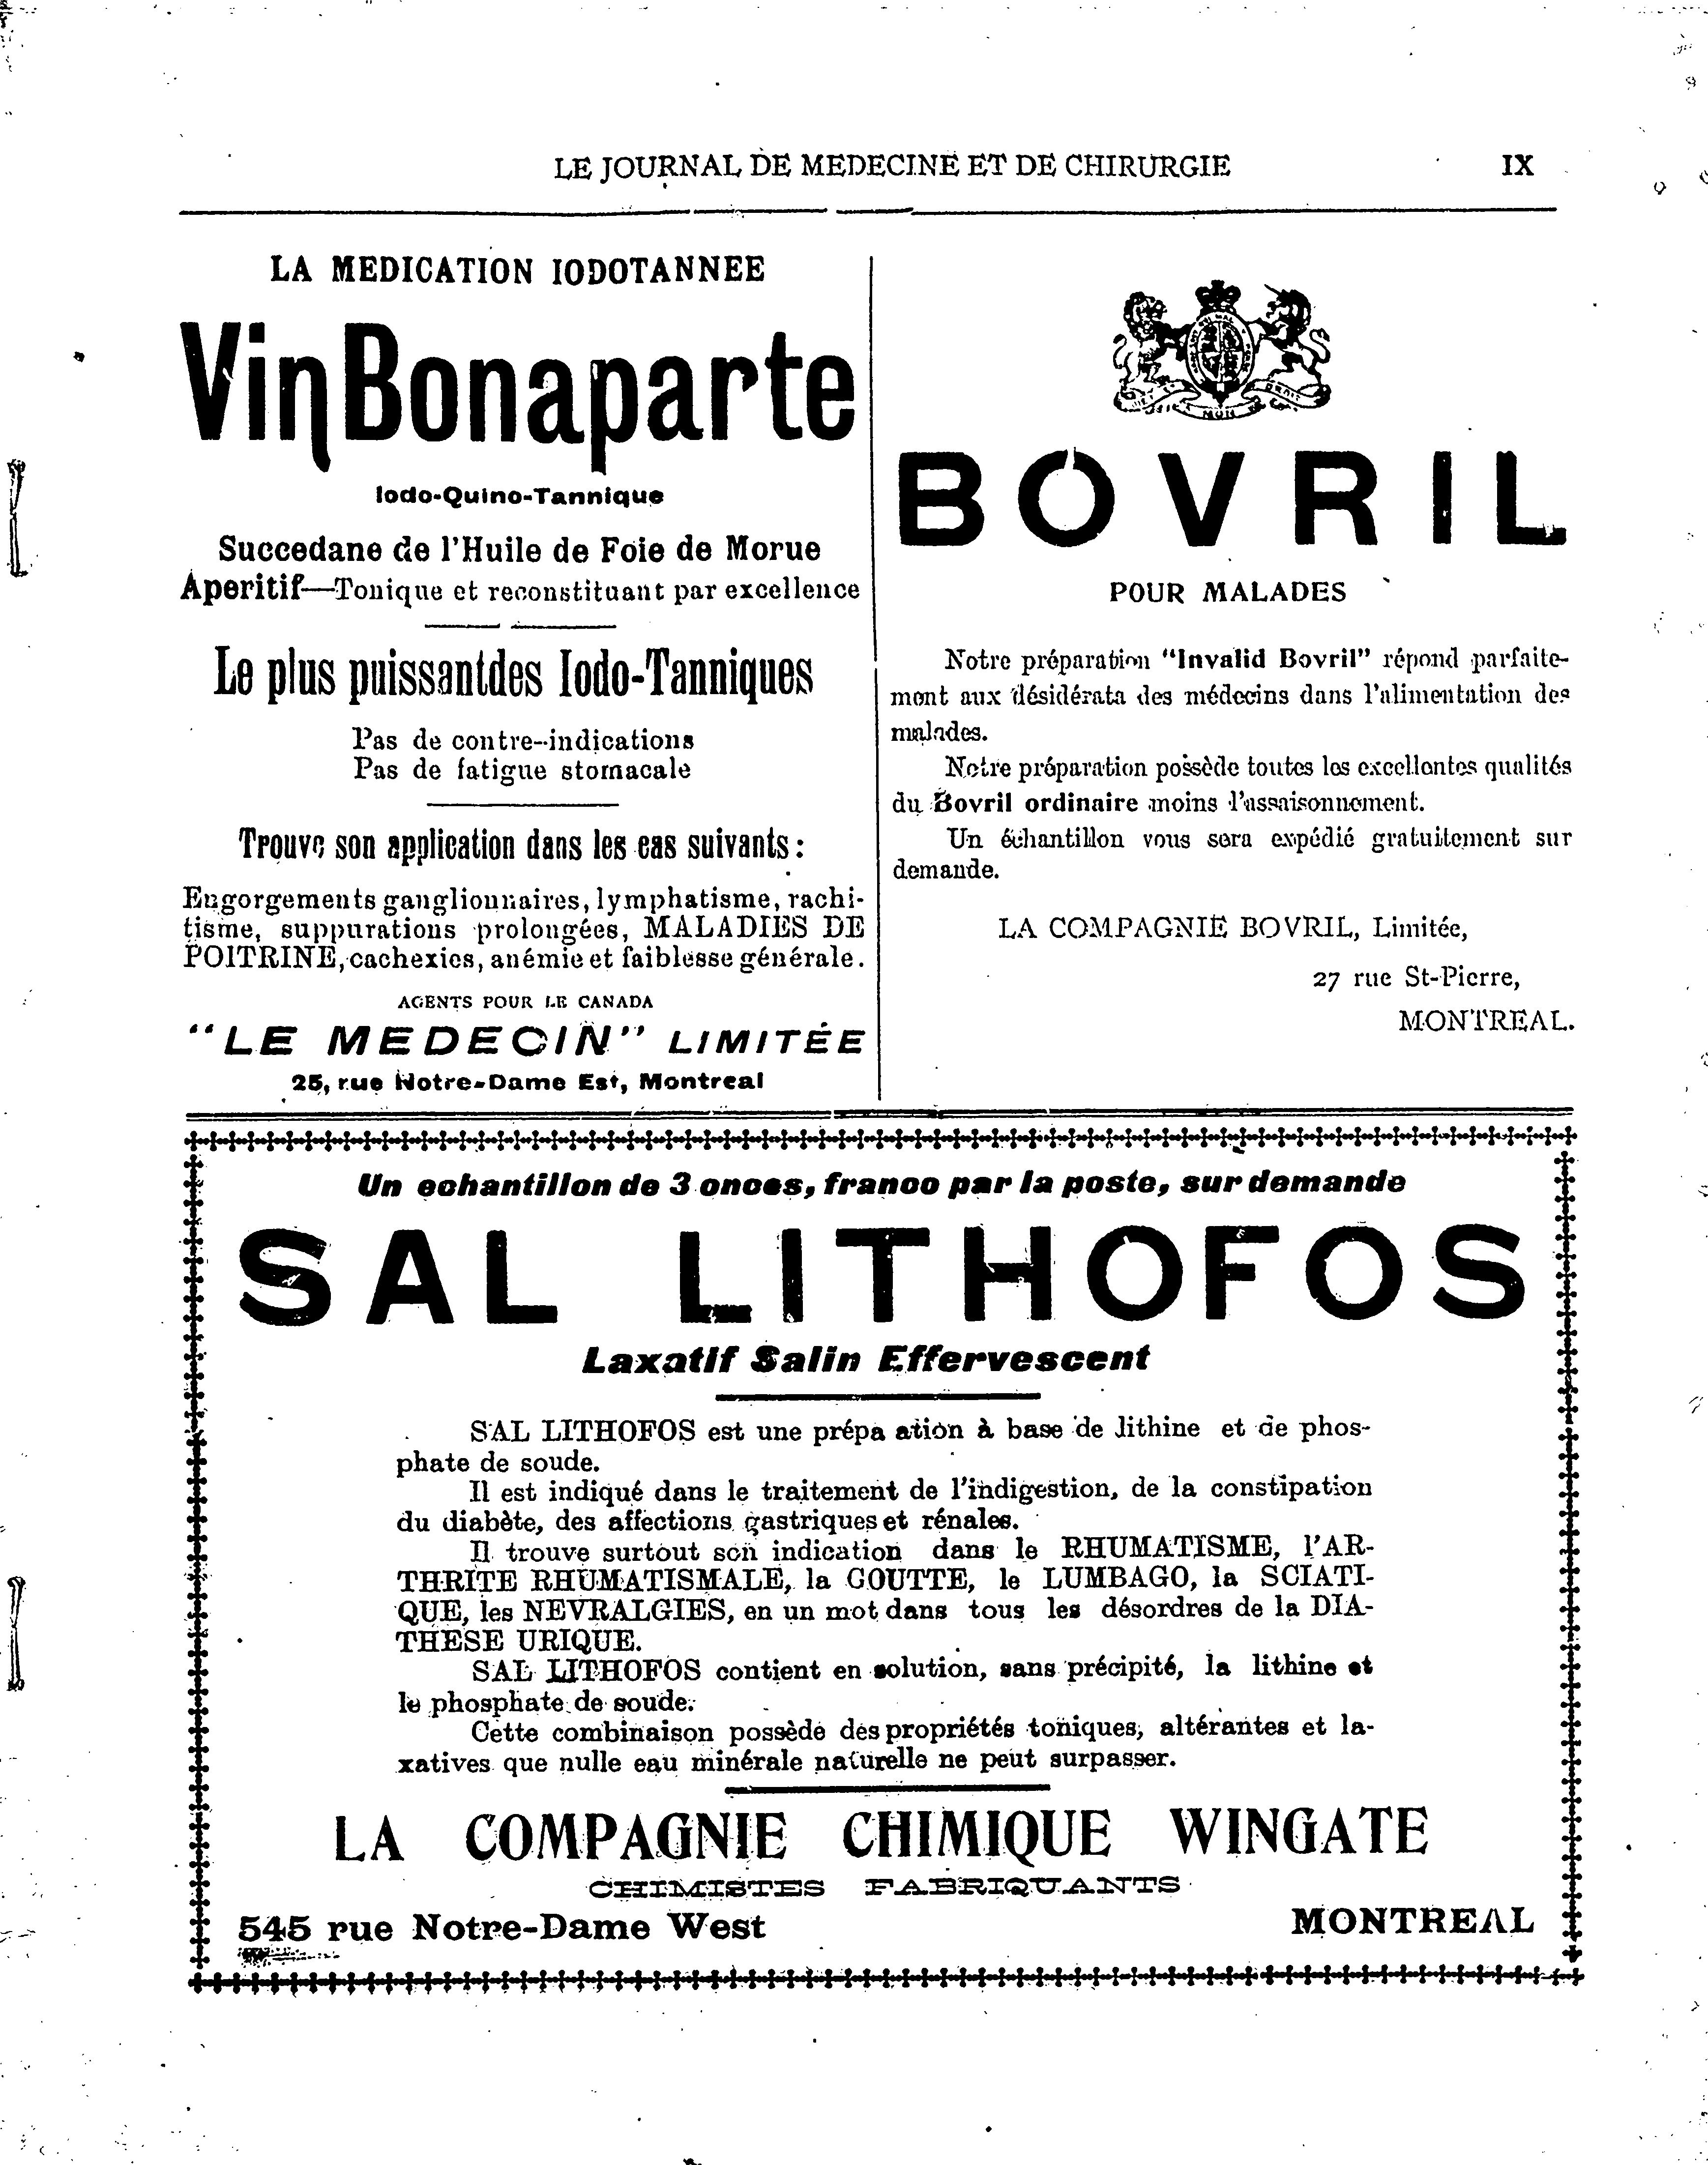 LE JOURNAL DE MEDECINE ET DE CHIRURGIE IX
LA MEDICATION IODOTANNEE
Vin Bonaparte
Iodo-Quino-Tannique
Succedane de l'Huile de Foie de Morue
Aperitif—Tonique et reconstituant par excellence
Le plus puissantdes Iodo-Tanniques
Pas de contre-indications
Pas de fatigue stomacale
Trouve son application dans les cas suivants :
Engorgements ganglionnaires, lymphatisme, rachi-
tisme, suppurations prolongées, MALADIES DE
POITRINE, cachexies, anémie et faiblesse générale.
AGENTS POUR LE CANADA
"LE MEDECIN" LIMITÉE
25, rue Notre-Dame Est, Montreal
MON DROIT
BOVRIL
POUR MALADES
Notre préparation "Invalid Bovril" répond parfaite-
ment aux désidérata des médecins dans l'alimentation des
malades.
Notre préparation possède toutes les excellentes qualités
du Bovril ordinaire moins l'assaisonnement.
Un échantillon vous sera expédié gratuitement sur
demande.
LA COMPAGNIE BOVRIL, Limitée,
27 rue St-Pierre,
MONTREAL.
Un echantillon de 3 onces, franco par la poste, sur demande
SAL LITHOFOS
Laxatif Salin Effervescent
SAL LITHOFOS est une prépa ation à base de lithine et de phos-
phate de soude.
Il est indiqué dans le traitement de l'indigestion, de la constipation
du diabète, des affections gastriques et rénales.
Il trouve surtout son indication dans le RHUMATISME, l'AR-
THRITE RHUMATISMALE, la GOUTTE, le LUMBAGO, la SCIATI-
QUE, les NEVRALGIES, en un mot dans tous les désordres de la DIA-
THESE URIQUE.
SAL LITHOFOS contient en solution, sans précipité, la lithine et
le phosphate de soude.
Cette combinaison possède des propriétés toniques, altérantes et la-
xatives que nulle eau minérale naturelle ne peut surpasser.
LA COMPAGNIE CHIMIQUE WINGATE
CHIMISTES FABRIQUANTS
545 rue Notre-Dame West MONTREAL